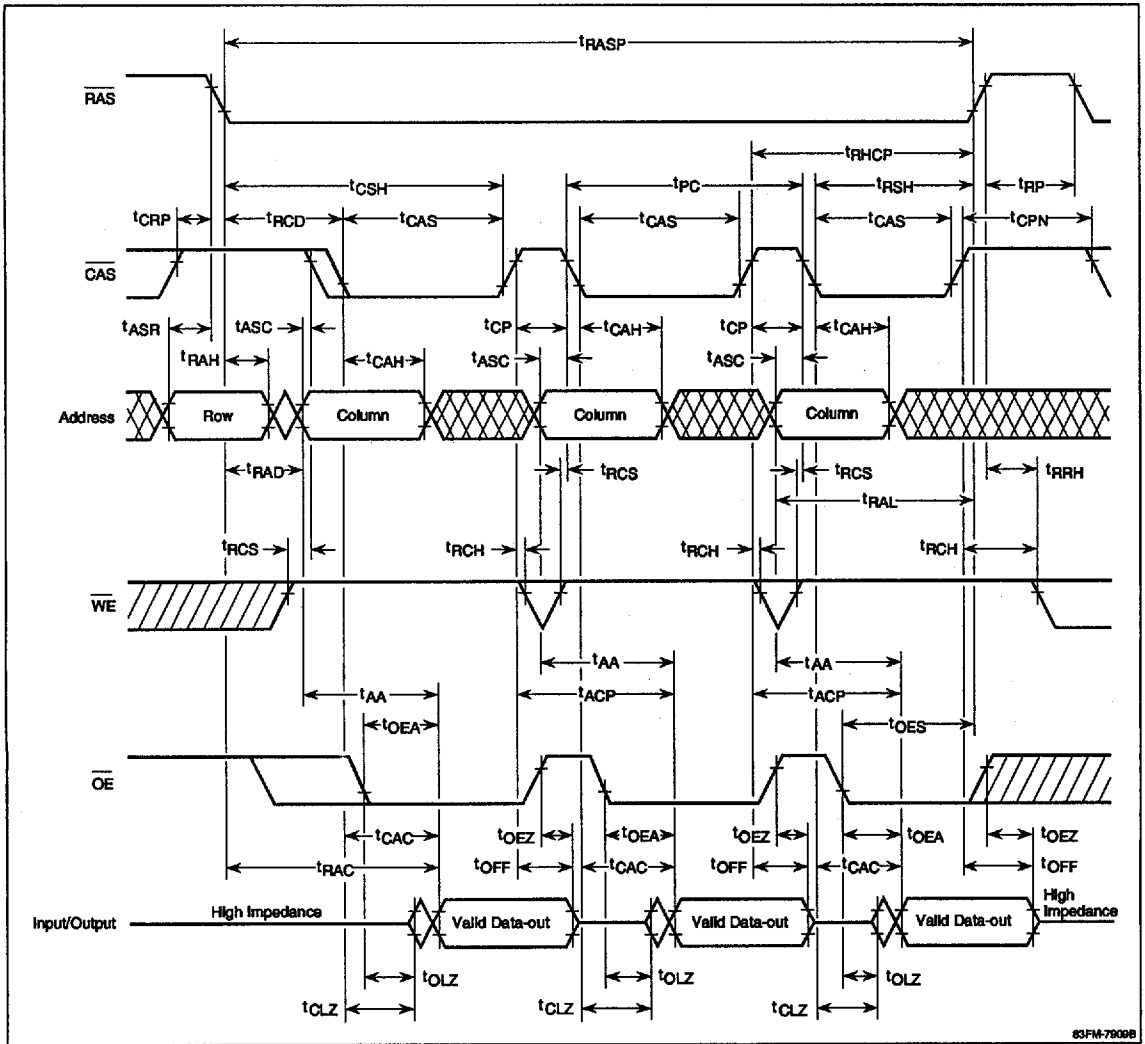 tRASP
RAS
tRHCP
tCSH
tPC
tRSH
tRP
tCRP
tRCD
tCAS
tCAS
tCAS
tCPN
CAS
tASR
tASC
tCP
tCAH
tCP
tCAH
tRAH
tCAH
tASC
tASC
Address
Row
Column
Column
Column
tRAD
tRCS
tRCS
tRRH
tRAL
tRCS
tRCH
tRCH
tRCH
WE
tAA
tAA
tAA
tACP
tACP
tOEA
tOES
OE
tCAC
tOEZ
tOEA
tOEZ
tOEA
tOEZ
tRAC
tOFF
tCAC
tOFF
tCAC
tOFF
Input/Output
High Impedance
Valid Data-out
Valid Data-out
Valid Data-out
High
Impedance
tOLZ
tOLZ
tOLZ
tCLZ
tCLZ
tCLZ
83FM-7909B